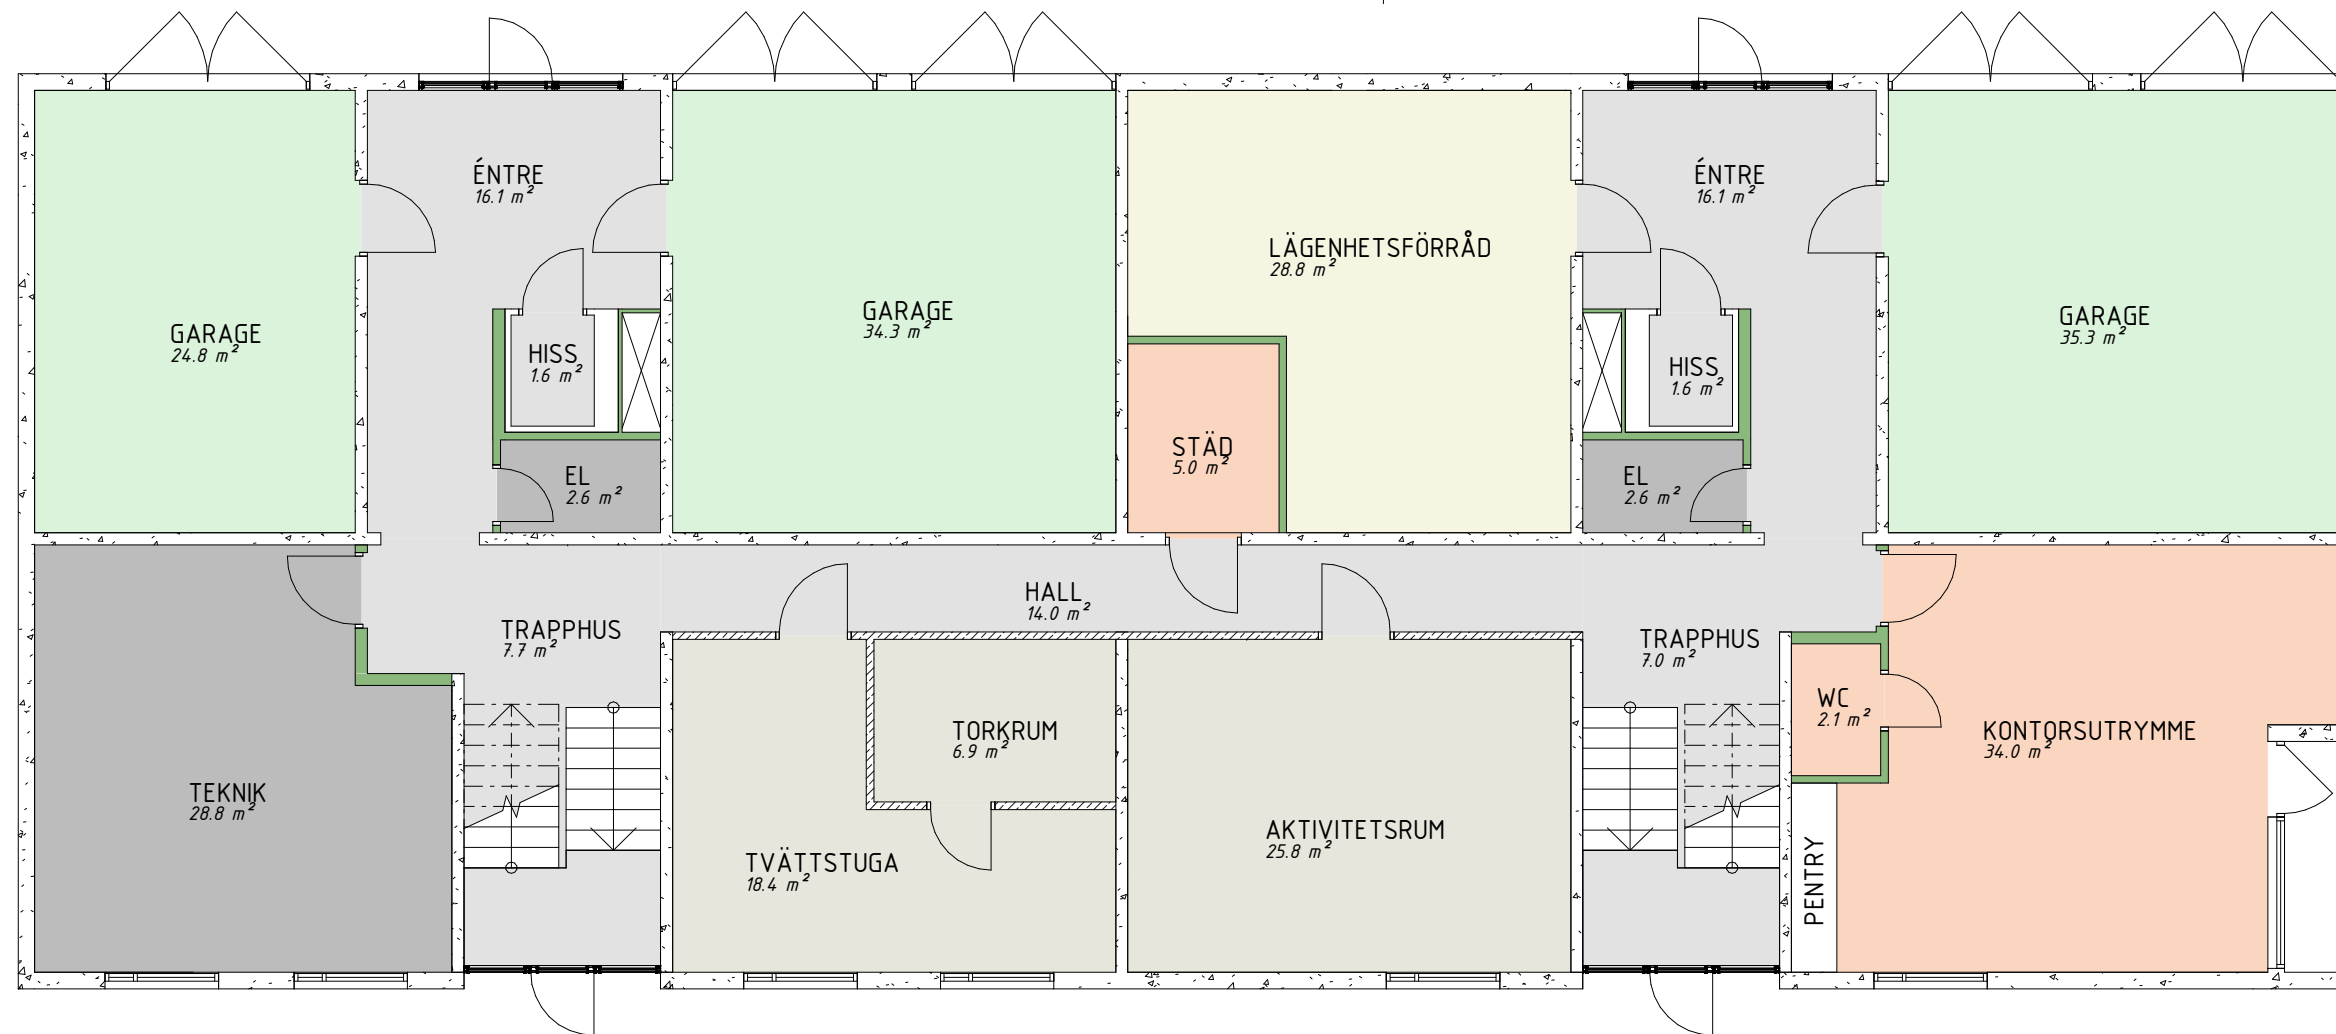 ÉNTRE
16.1 m²
ÉNTRE
16.1 m²
LÄGENHETSFÖRRÅD
28.8 m²
GARAGE
34.3 m²
GARAGE
35.3 m²
GARAGE
24.8 m²
HISS
1.6 m²
HISS
1.6 m²
STÄD
5.0 m²
EL
2.6 m²
EL
2.6 m²
HALL
14.0 m²
TRAPPHUS
7.7 m²
TRAPPHUS
7.0 m²
WC
2.1 m²
TORKRUM
6.9 m²
KONTORSUTRYMME
34.0 m²
TEKNIK
28.8 m²
AKTIVITETSRUM
25.8 m²
TVÄTTSTUGA
18.4 m²
PENTRY